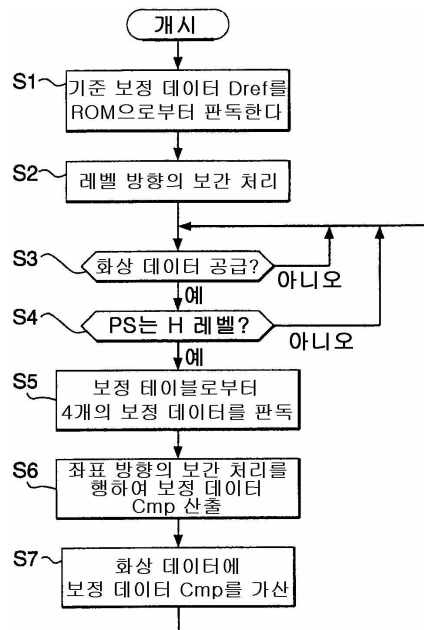 개시
S1
기준 보정 데이터 Dref를
ROM으로부터 판독한다
S2
레벨 방향의 보간 처리
S3
화상 데이터 공급?
아니오
예
S4
PS는 H 레벨?
아니오
예
S5
보정 테이블로부터
4개의 보정 데이터를 판독
S6
좌표 방향의 보간 처리를
행하여 보정 데이터
Cmp 산출
S7
화상 데이터에
보정 데이터 Cmp를 가산